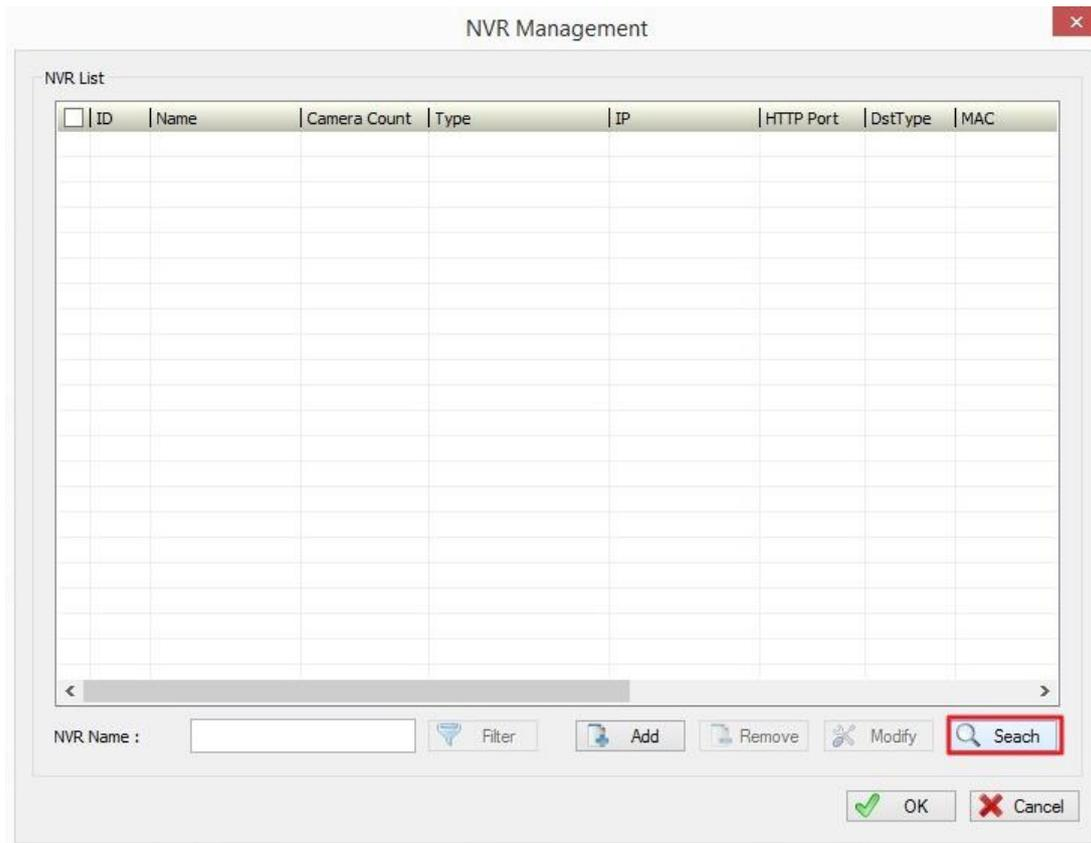 NVR Management
NVR List
ID Name Camera Count Type IP HTTP Port DstType MAC
NVR Name : Filter Add Remove Modify Seach
OK Cancel